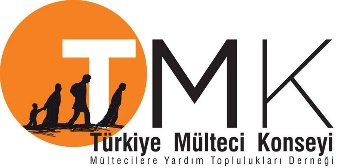 TMK
Türkiye Mülteci Konseyi
Mültecilere Yardım Toplulukları Derneği